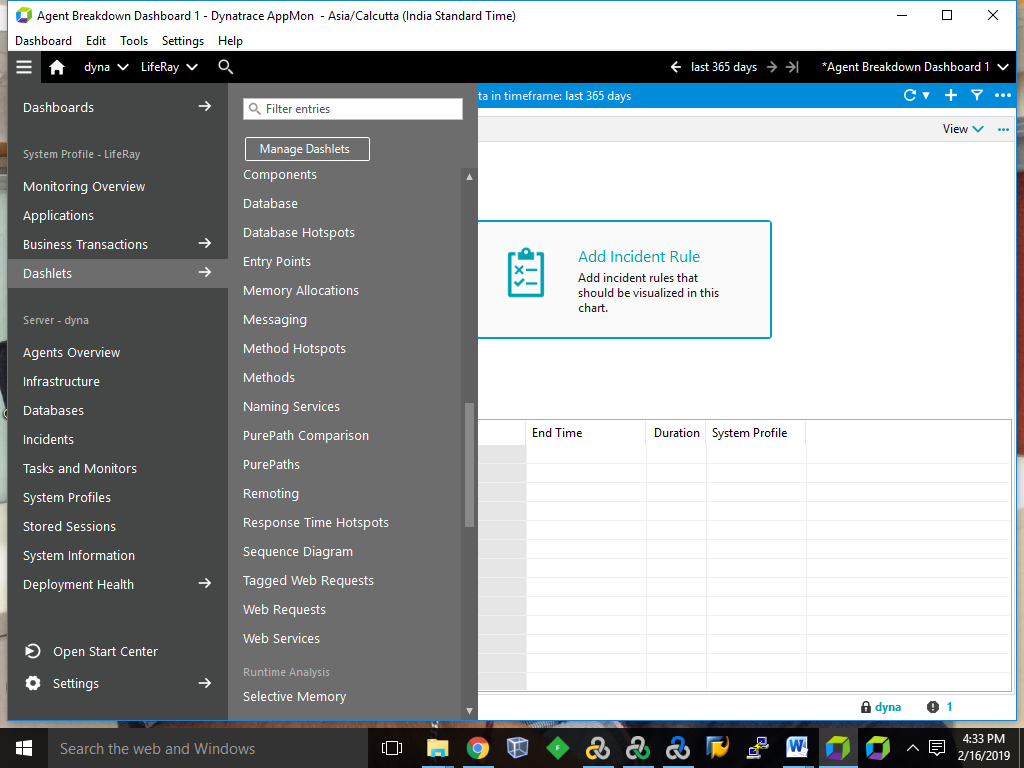 Agent Breakdown Dashboard 1 - Dynatrace AppMon - Asia/Calcutta (India Standard Time)
Dashboard Edit Tools Settings Help
dyna LifeRay last 365 days *Agent Breakdown Dashboard 1
Dashboards
System Profile - LifeRay
Monitoring Overview
Applications
Business Transactions
Dashlets
Server - dyna
Agents Overview
Infrastructure
Databases
Incidents
Tasks and Monitors
System Profiles
Stored Sessions
System Information
Deployment Health
Open Start Center
Settings
Filter entries
Manage Dashlets
Components
Database
Database Hotspots
Entry Points
Memory Allocations
Messaging
Method Hotspots
Methods
Naming Services
PurePath Comparison
PurePaths
Remoting
Response Time Hotspots
Sequence Diagram
Tagged Web Requests
Web Requests
Web Services
Runtime Analysis
Selective Memory
ta in timeframe: last 365 days
View
Add Incident Rule
Add incident rules that
should be visualized in this
chart.
End Time Duration System Profile
dyna 1
Search the web and Windows
4:33 PM
2/16/2019